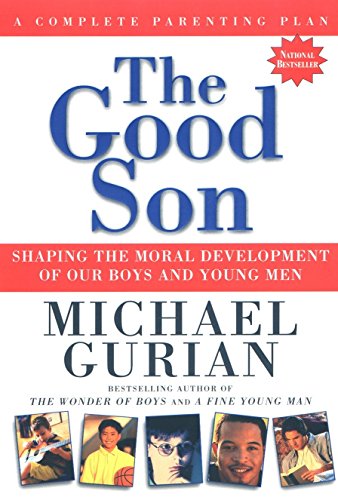 A COMPLETE PARENTING PLAN
NATIONAL
BESTSELLER
The
Good
Son
SHAPING THE MORAL DEVELOPMENT
OF OUR BOYS AND YOUNG MEN
MICHAEL
GURIAN
BESTSELLING AUTHOR OF
THE WONDER OF BOYS AND A FINE YOUNG MAN